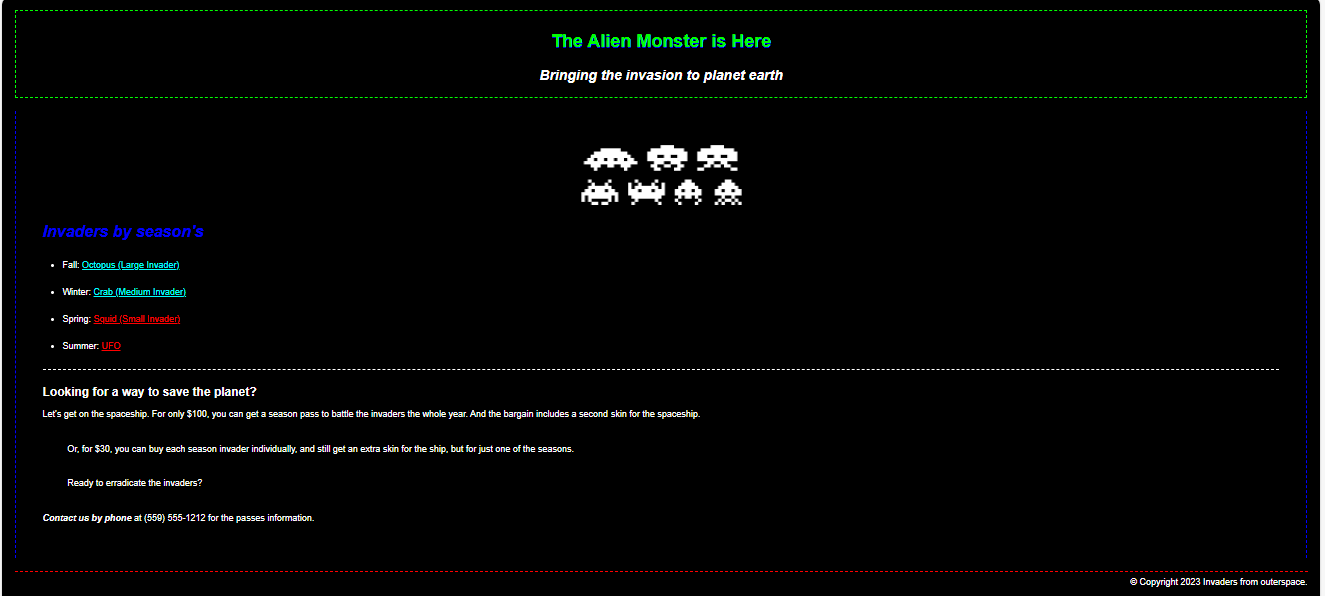 The Alien Monster is Here
Bringing the invasion to planet earth
Invaders by season's
Fall: Octopus (Large Invader)
Winter: Crab (Medium Invader)
Spring: Squid (Small Invader)
Summer: UFO
Looking for a way to save the planet?
Let's get on the spaceship. For only $100, you can get a season pass to battle the invaders the whole year. And the bargain includes a second skin for the spaceship.
Or, for $30, you can buy each season invader individually, and still get an extra skin for the ship, but for just one of the seasons.
Ready to erradicate the invaders?
Contact us by phone at (559) 555-1212 for the passes information.
© Copyright 2023 Invaders from outerspace.